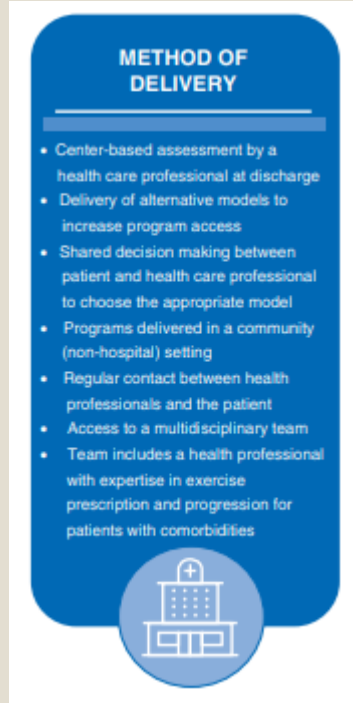 METHOD OF
DELIVERY
• Center-based assessment by a
health care professional at discharge
• Delivery of alternative models to
increase program access
• Shared decision making between
patient and health care professional
to choose the appropriate model
• Programs delivered in a community
(non-hospital) setting
• Regular contact between health
professionals and the patient
• Access to a multidisciplinary team
• Team includes a health professional
with expertise in exercise
prescription and progression for
patients with comorbidities